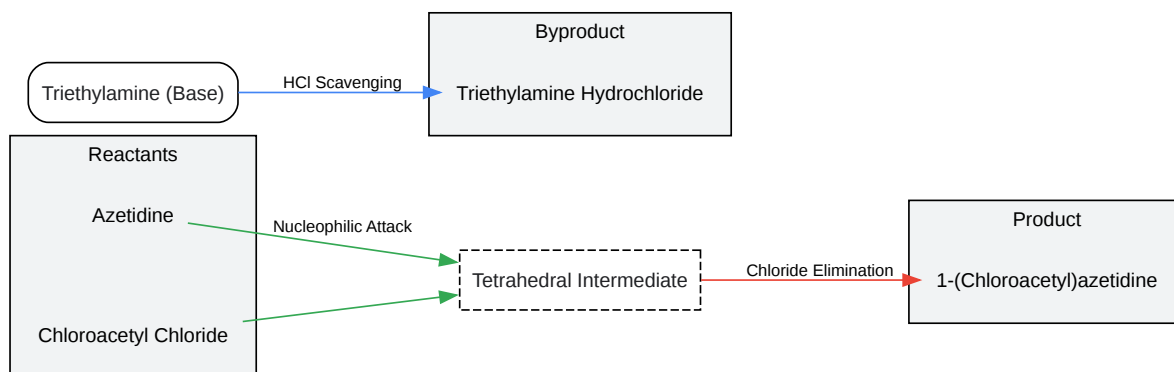 Byproduct
Triethylamine (Base)
HCl Scavenging
Triethylamine Hydrochloride
Reactants
Azetidine
Nucleophilic Attack
Chloroacetyl Chloride
Tetrahedral Intermediate
Chloride Elimination
Product
1-(Chloroacetyl)azetidine